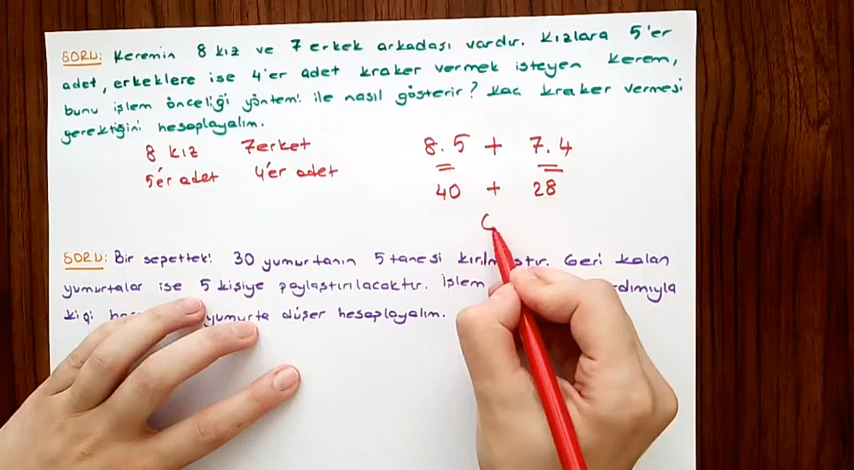 SORU: Keremin 8 kız ve 7 erkek arkadaşı vardır. Kızlara 5'er
adet, erkeklere ise 4'er adet kraker vermek isteyen Kerem,
bunu işlem önceliği yöntemi ile nasıl gösterir? Kaç kraker vermesi
gerektiğini hesaplayalım.
8 kız 7erket 8.5 + 7.4
5'er adet 4'er adet 40 + 28
SORU: Bir sepetteki 30 yumurtanın 5 tanesi Geri kalan
yumurtalar ise 5 kişiye paylaştırılacaktır. İşlem
kişi yumurta düşer hesaplayalım.